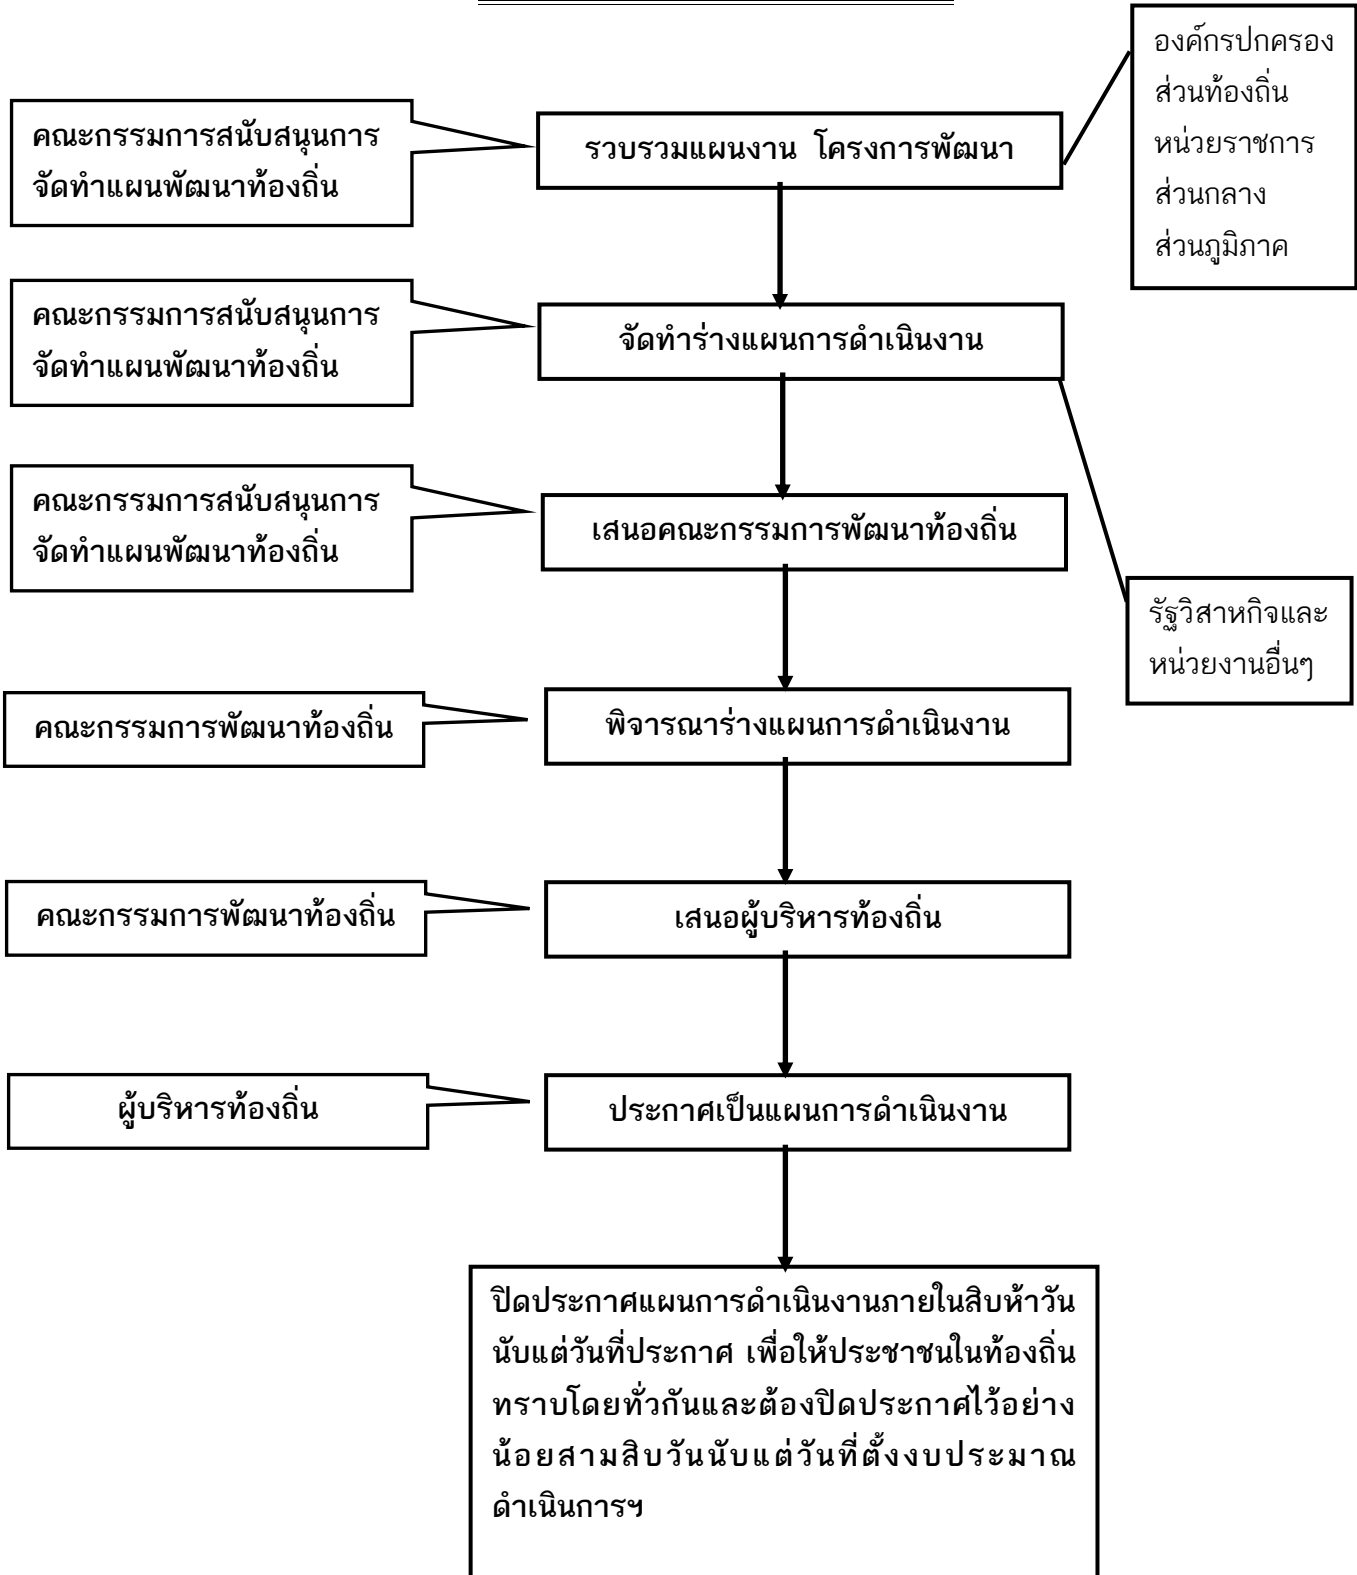 องค์กรปกครอง
ส่วนท้องถิ่น
หน่วยราชการ
ส่วนกลาง
ส่วนภูมิภาค
คณะกรรมการสนับสนุนการ
จัดทำแผนพัฒนาท้องถิ่น
รวบรวมแผนงาน โครงการพัฒนา
คณะกรรมการสนับสนุนการ
จัดทำแผนพัฒนาท้องถิ่น
จัดทำร่างแผนการดำเนินงาน
คณะกรรมการสนับสนุนการ
จัดทำแผนพัฒนาท้องถิ่น
เสนอคณะกรรมการพัฒนาท้องถิ่น
รัฐวิสาหกิจและ
หน่วยงานอื่นๆ
คณะกรรมการพัฒนาท้องถิ่น
พิจารณาร่างแผนการดำเนินงาน
คณะกรรมการพัฒนาท้องถิ่น
เสนอผู้บริหารท้องถิ่น
ผู้บริหารท้องถิ่น
ประกาศเป็นแผนการดำเนินงาน
ปิดประกาศแผนการดำเนินงานภายในสิบห้าวัน
นับแต่วันที่ประกาศ เพื่อให้ประชาชนในท้องถิ่น
ทราบโดยทั่วกันและต้องปิดประกาศไว้อย่าง
น้อยสามสิบวันนับแต่วันที่ตั้งงบประมาณ
ดำเนินการฯ